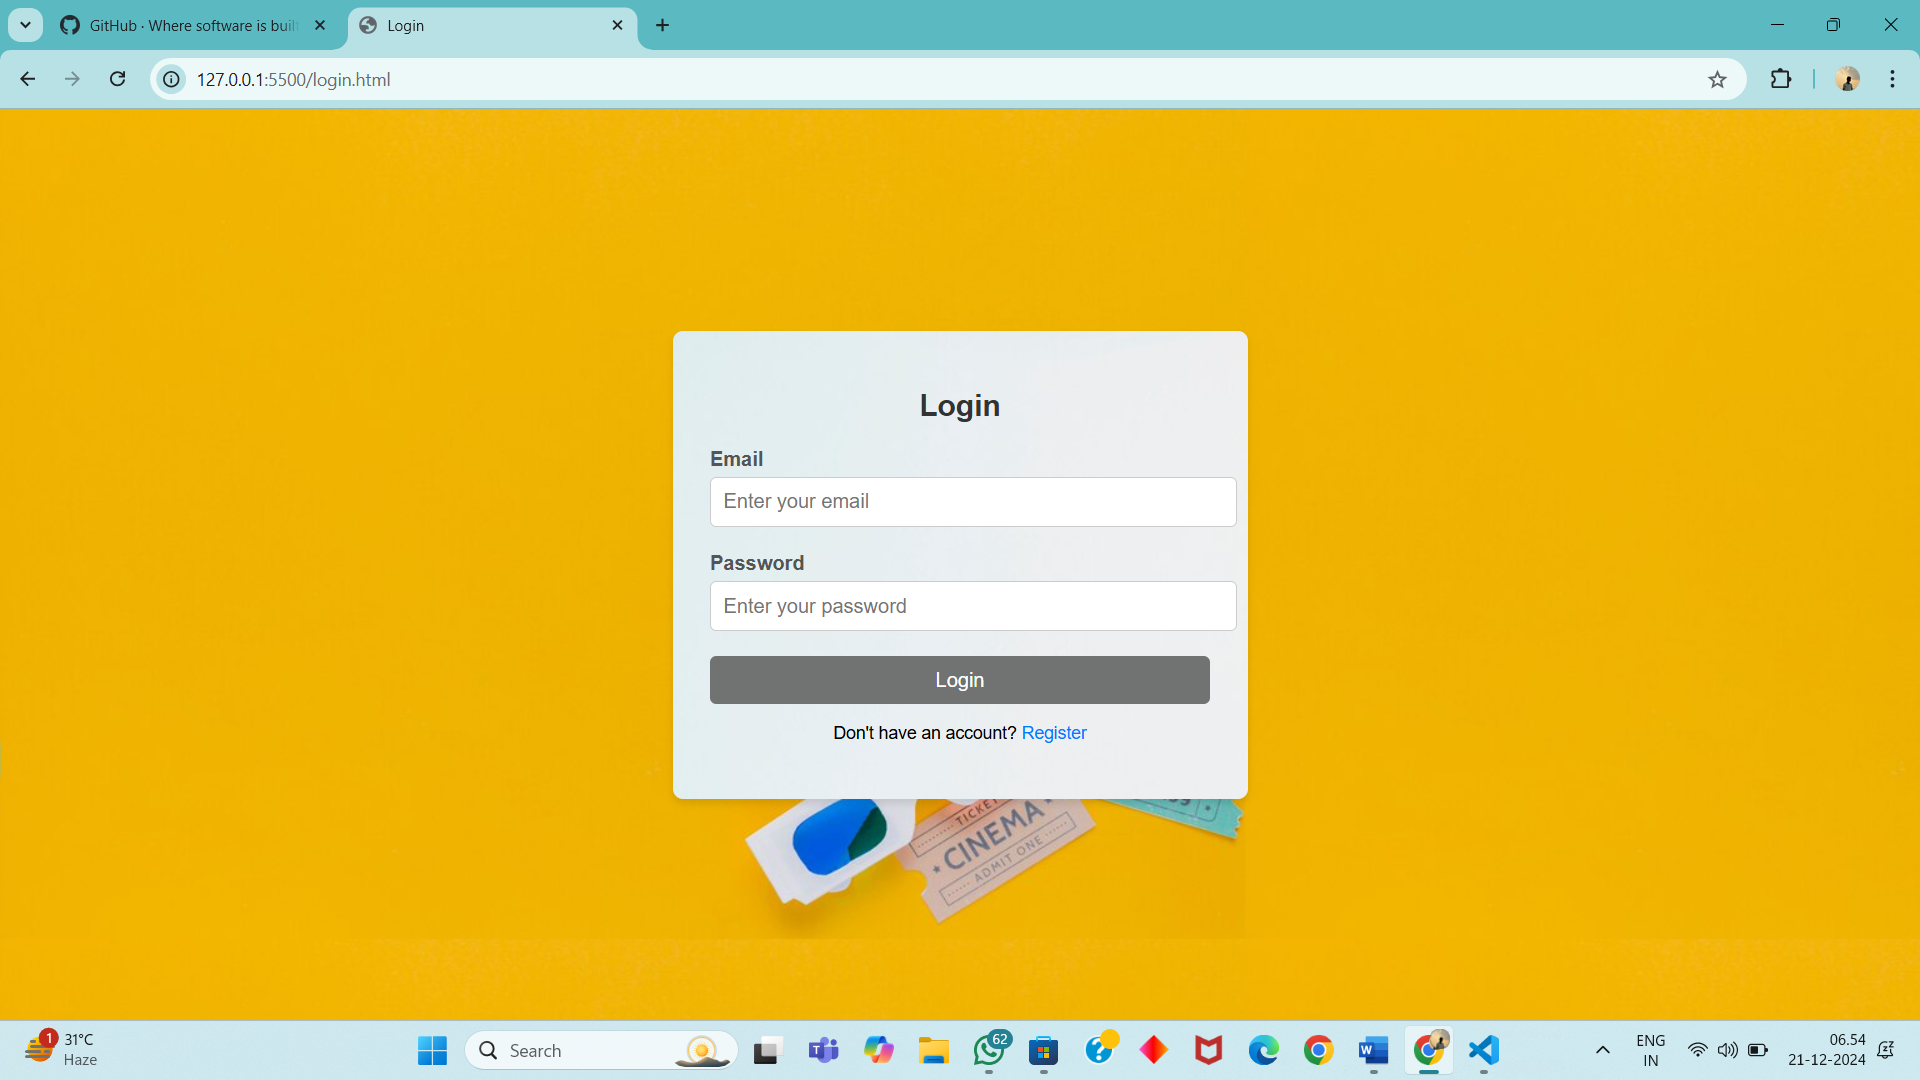 GitHub · Where software is buil
Login
127.0.0.1:5500/login.html
Login
Email
Enter your email
Password
Enter your password
Login
Don't have an account? Register
TICKET
CINEMA
ADMIT ONE
1
31°C
Haze
Search
62
ENG
IN
06.54
21-12-2024